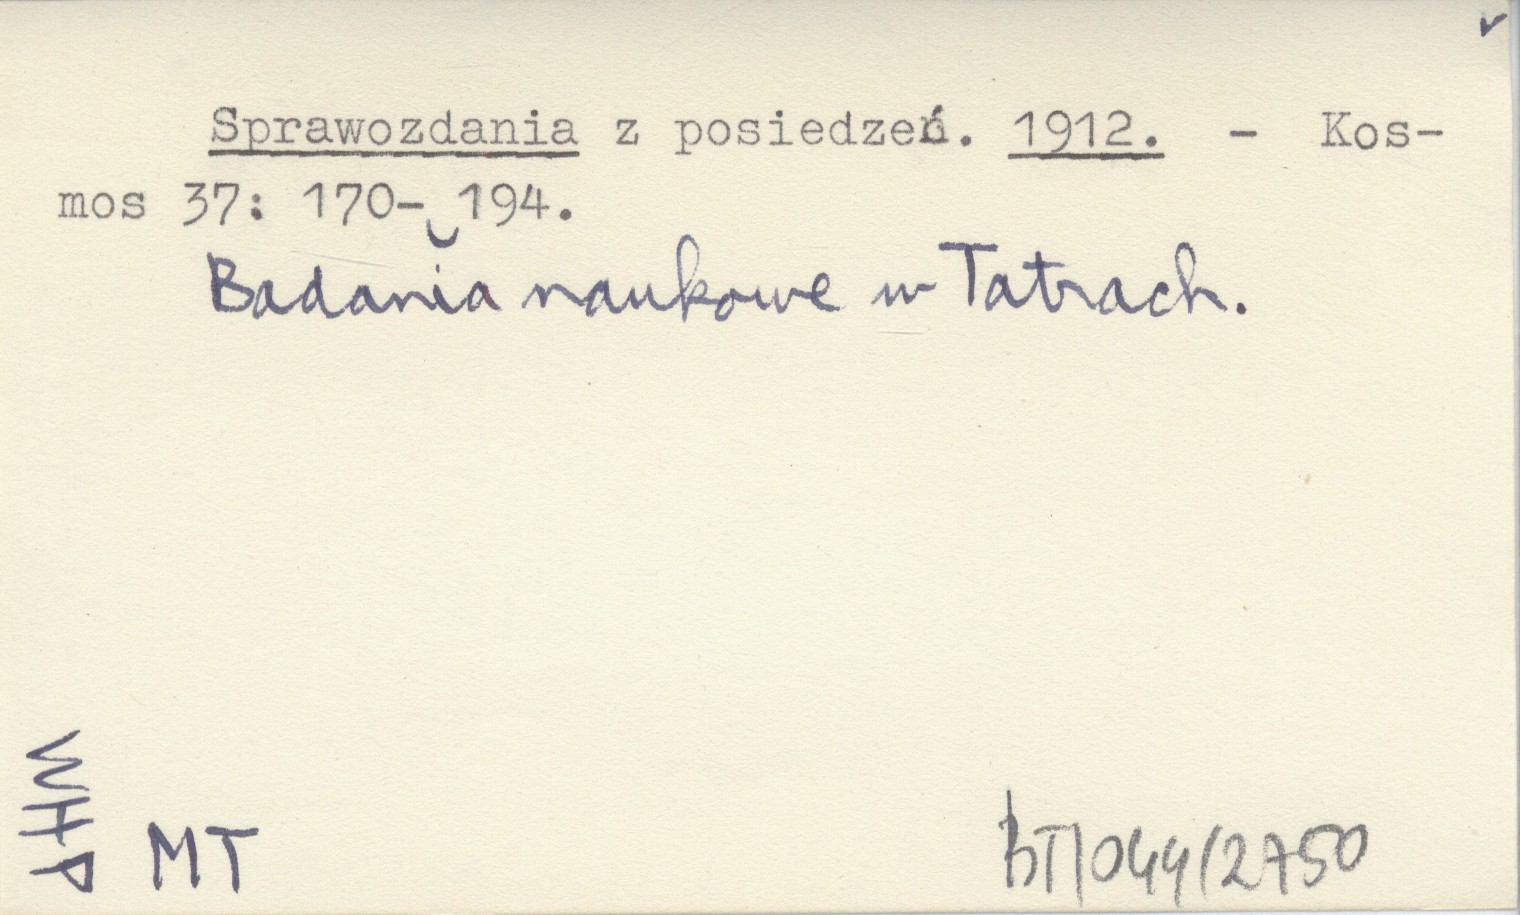 Sprawozdania z posiedzeń. 1912. - Kos-
mos 37: 170- 194.
Badania naukowe w Tatrach.
WHP
MT
BT/044/2750